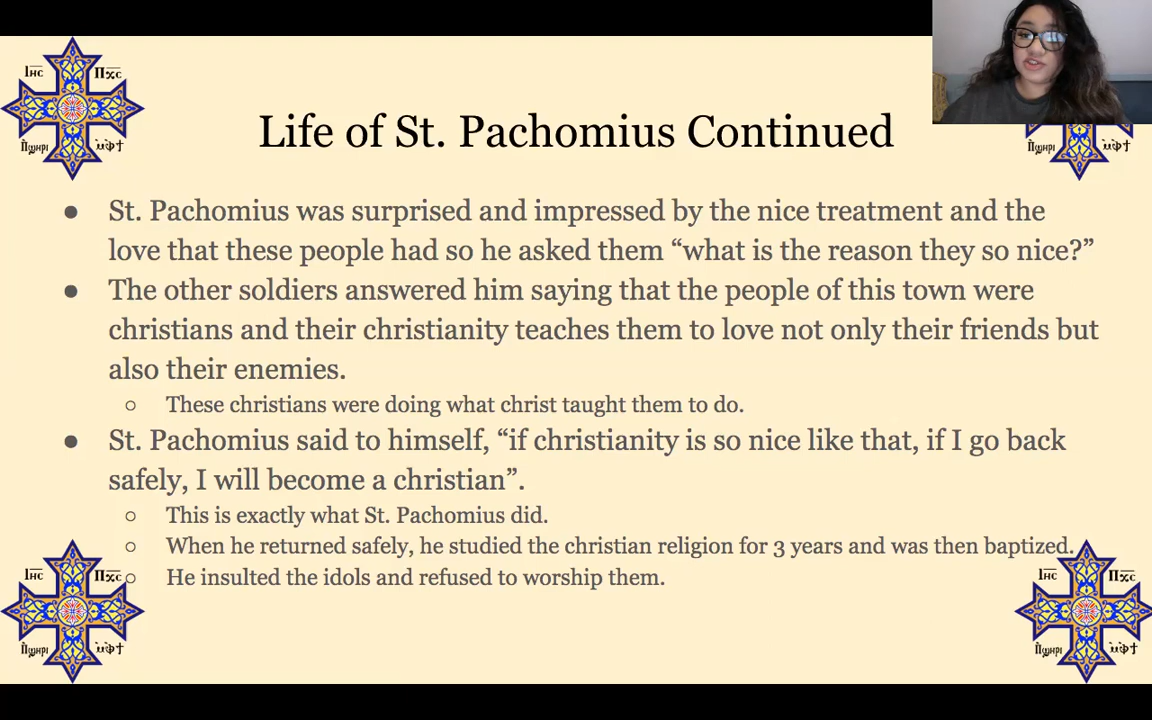 Life of St. Pachomius Continued
● St. Pachomius was surprised and impressed by the nice treatment and the
love that these people had so he asked them “what is the reason they so nice?”
● The other soldiers answered him saying that the people of this town were
christians and their christianity teaches them to love not only their friends but
also their enemies.
○ These christians were doing what christ taught them to do.
● St. Pachomius said to himself, “if christianity is so nice like that, if I go back
safely, I will become a christian”.
○ This is exactly what St. Pachomius did.
○ When he returned safely, he studied the christian religion for 3 years and was then baptized.
○ He insulted the idols and refused to worship them.